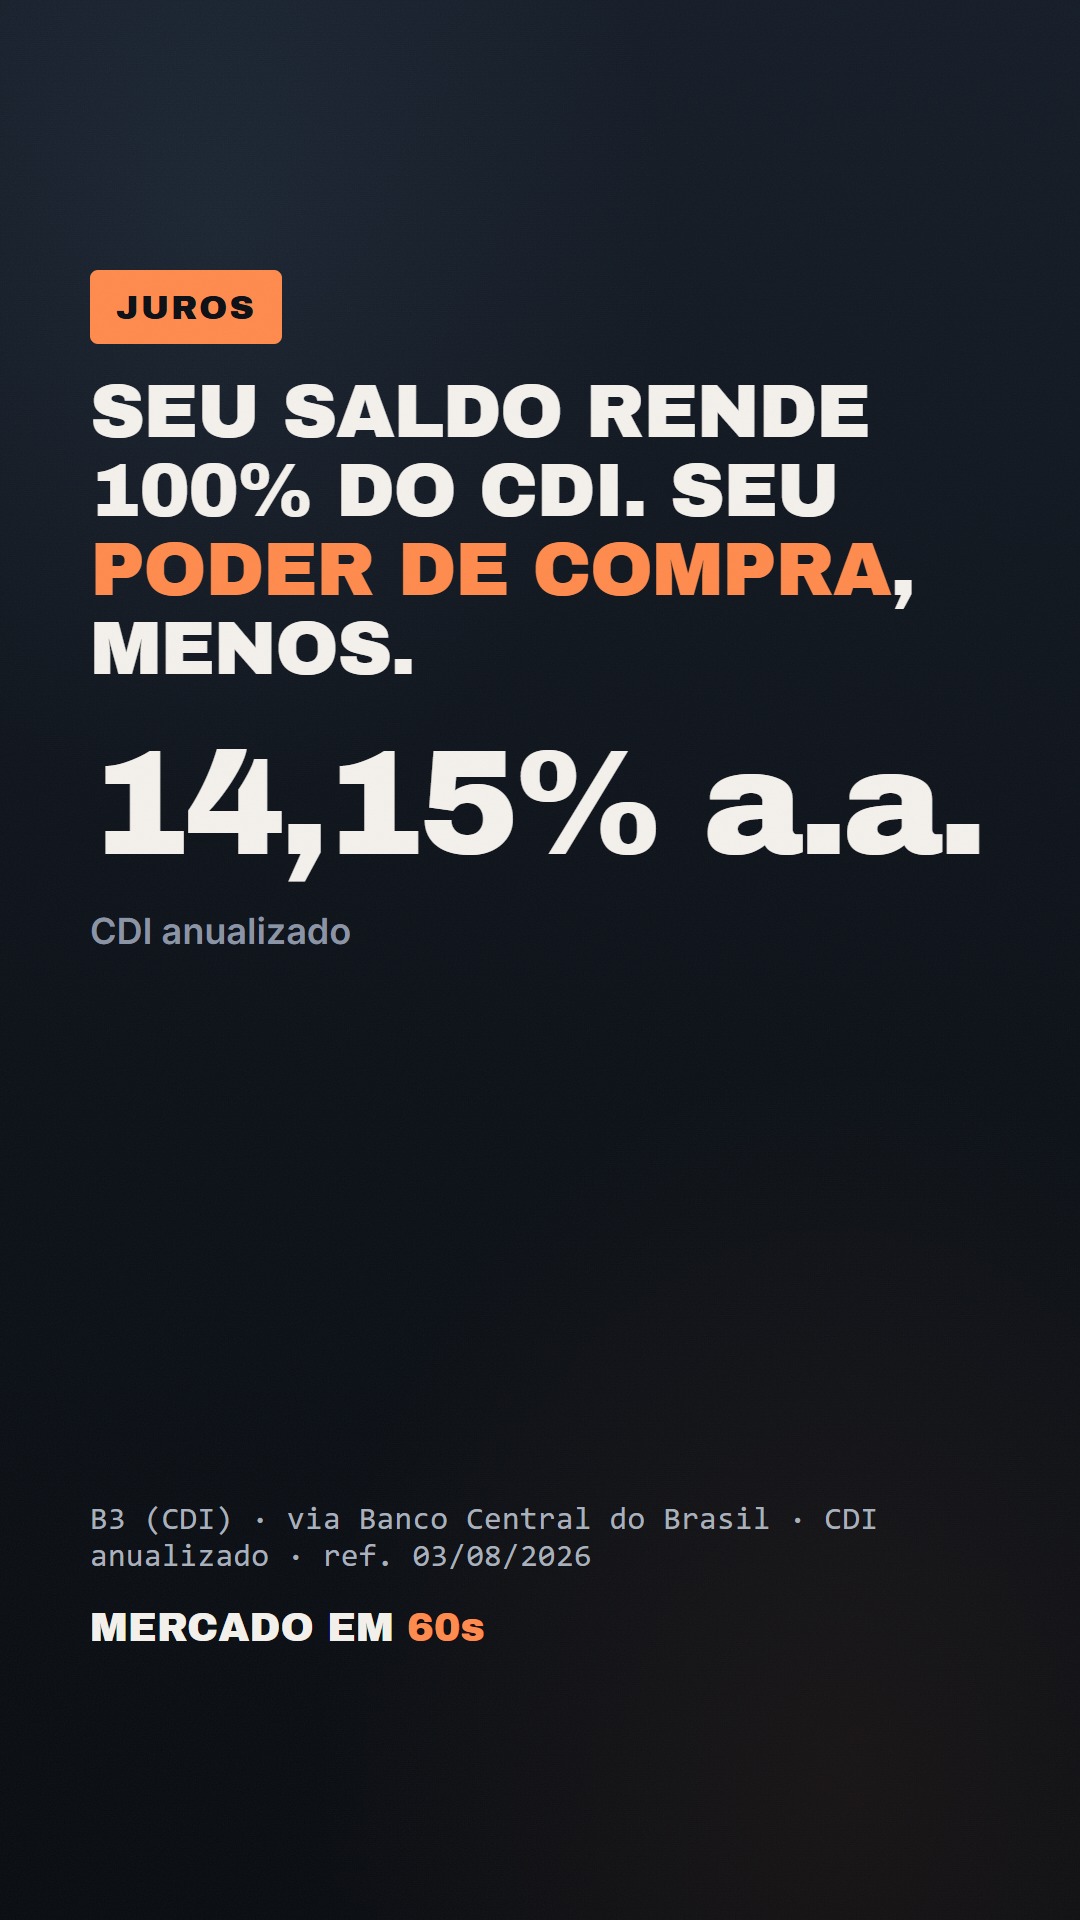 JUROS
SEU SALDO RENDE
100% DO CDI. SEU
PODER DE COMPRA,
MENOS.
14,15% a.a.
CDI anualizado
B3 (CDI) · via Banco Central do Brasil · CDI
anualizado · ref. 03/08/2026
MERCADO EM 60s